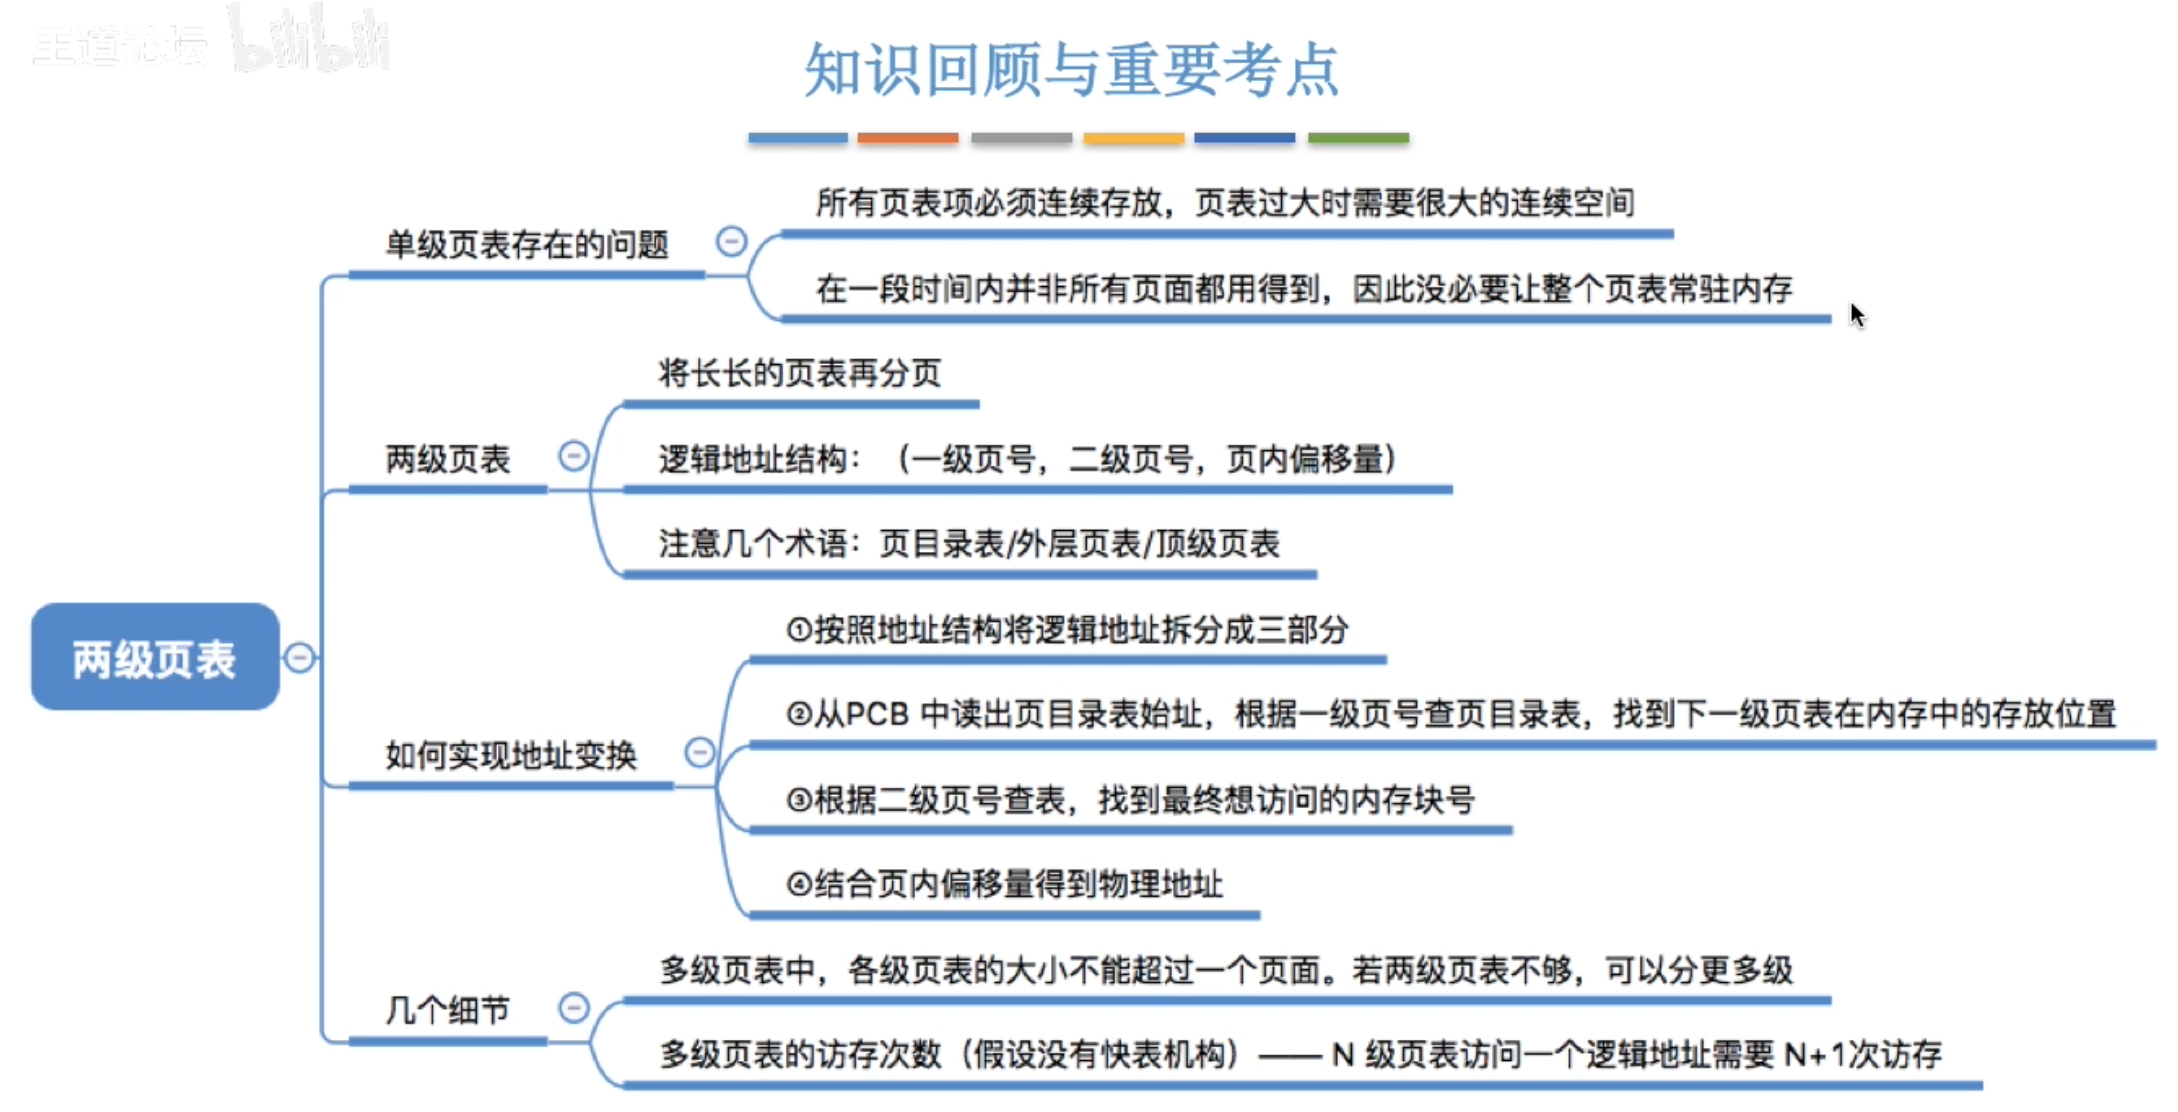 王道论坛 bilibili
知识回顾与重要考点
所有页表项必须连续存放，页表过大时需要很大的连续空间
单级页表存在的问题
在一段时间内并非所有页面都用得到，因此没必要让整个页表常驻内存
将长长的页表再分页
两级页表
逻辑地址结构：（一级页号，二级页号，页内偏移量）
注意几个术语：页目录表/外层页表/顶级页表
两级页表
①按照地址结构将逻辑地址拆分成三部分
②从PCB 中读出页目录表始址，根据一级页号查页目录表，找到下一级页表在内存中的存放位置
如何实现地址变换
③根据二级页号查表，找到最终想访问的内存块号
④结合页内偏移量得到物理地址
多级页表中，各级页表的大小不能超过一个页面。若两级页表不够，可以分更多级
几个细节
多级页表的访存次数（假设没有快表机构）—— N 级页表访问一个逻辑地址需要 N+1次访存